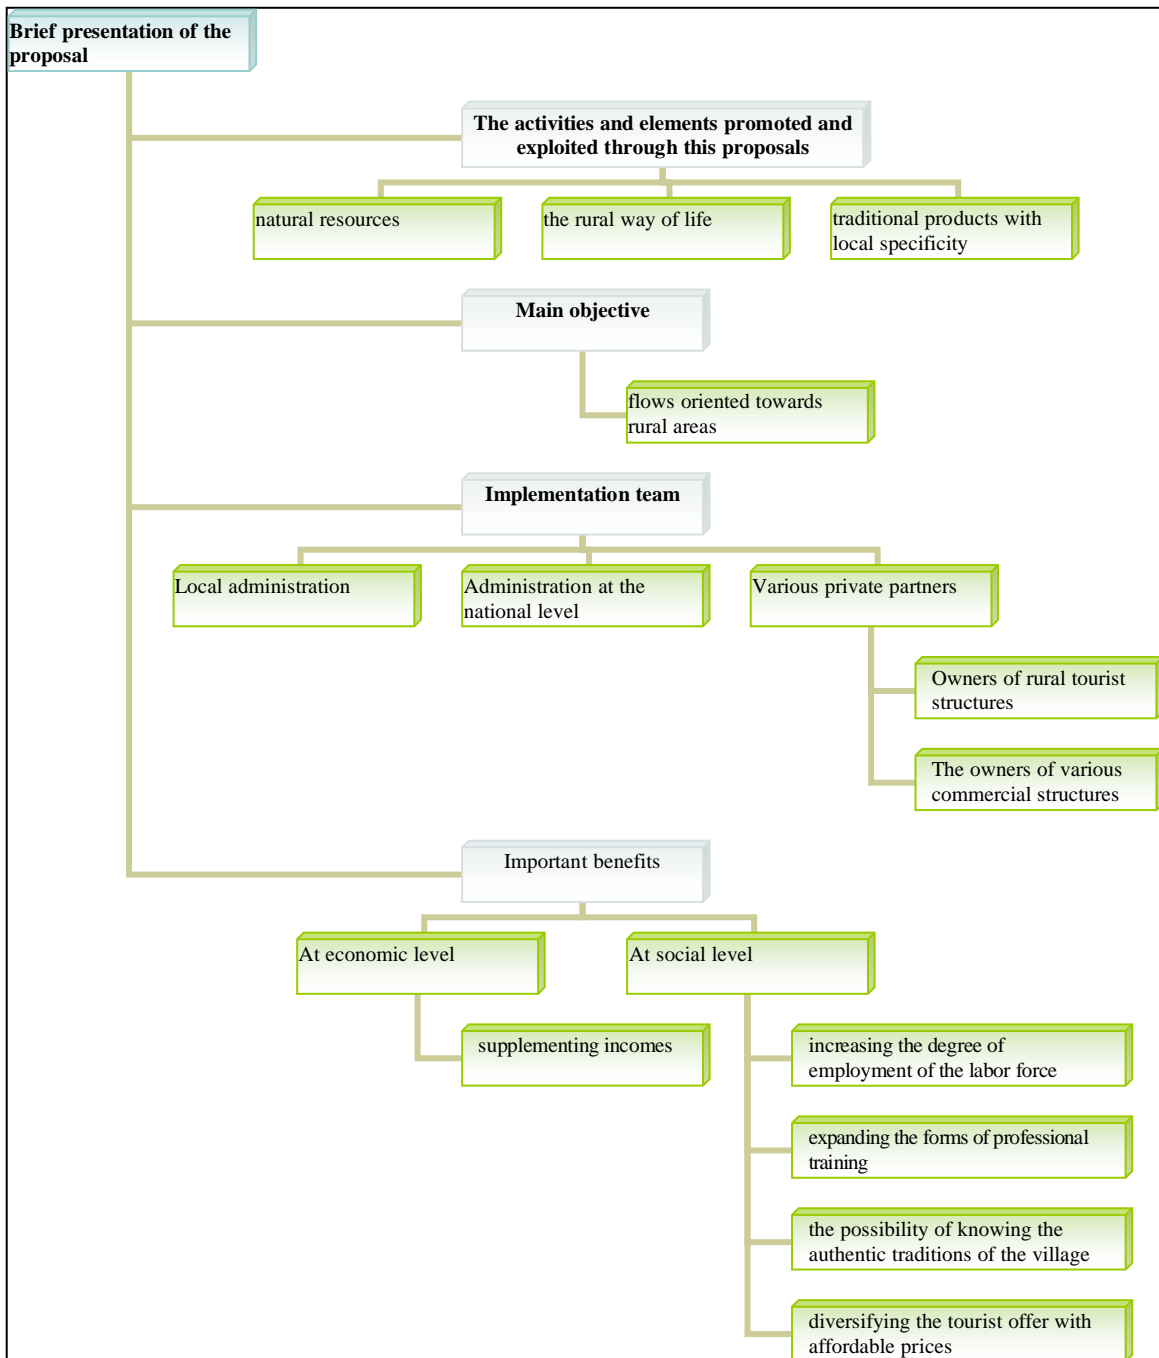 Brief presentation of the
proposal
The activities and elements promoted and
exploited through this proposals
natural resources
the rural way of life
traditional products with
local specificity
Main objective
flows oriented towards
rural areas
Implementation team
Local administration
Administration at the
national level
Various private partners
Owners of rural tourist
structures
The owners of various
commercial structures
Important benefits
At economic level
At social level
supplementing incomes
increasing the degree of
employment of the labor force
expanding the forms of professional
training
the possibility of knowing the
authentic traditions of the village
diversifying the tourist offer with
affordable prices